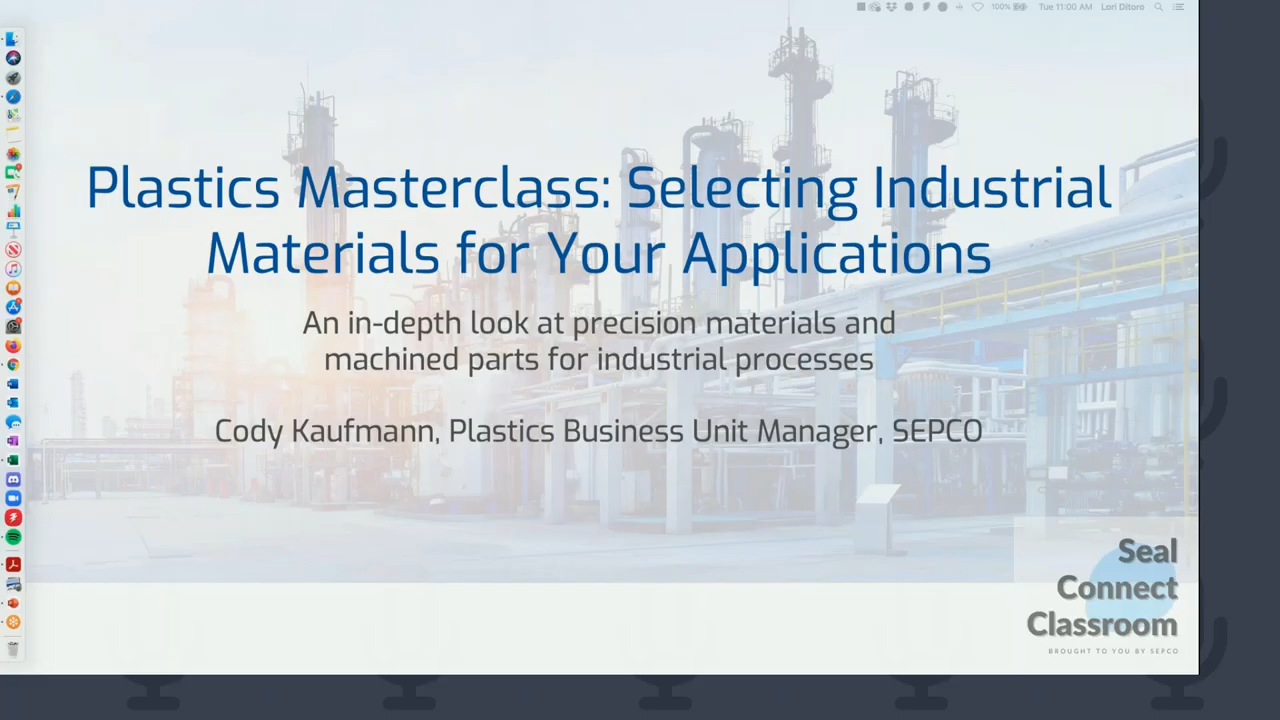 100%
Tue 11:00 AM
Lori Ditoro
Plastics Masterclass: Selecting Industrial
Materials for Your Applications
An in-depth look at precision materials and
machined parts for industrial processes
Cody Kaufmann, Plastics Business Unit Manager, SEPCO
Seal
Connect
Classroom
BROUGHT TO YOU BY SEPCO